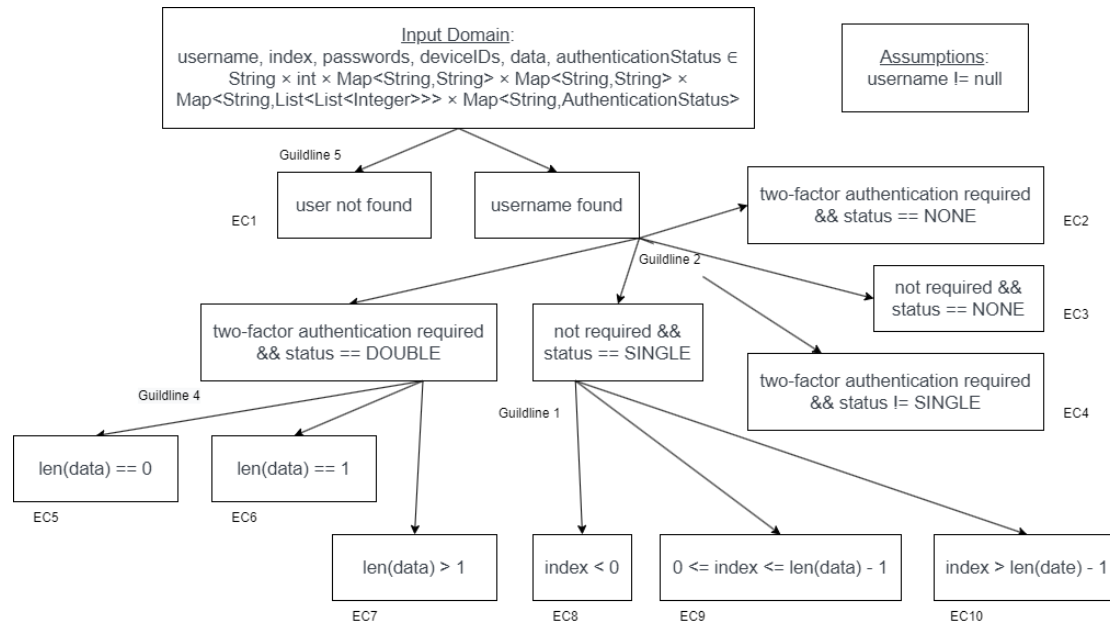 Input Domain:
username, index, passwords, deviceIDs, data, authenticationStatus ∈
String × int × Map<String,String> × Map<String,String> ×
Map<String,List<List<Integer>>> × Map<String,AuthenticationStatus>
Assumptions:
username != null
Guildline 5
user not found
EC1
username found
two-factor authentication required
&& status == NONE
EC2
Guildline 2
not required &&
status == NONE
EC3
two-factor authentication required
&& status == DOUBLE
not required &&
status == SINGLE
two-factor authentication required
&& status != SINGLE
EC4
Guildline 4
Guildline 1
len(data) == 0
EC5
len(data) == 1
EC6
len(data) > 1
EC7
index < 0
EC8
0 <= index <= len(data) - 1
EC9
index > len(date) - 1
EC10